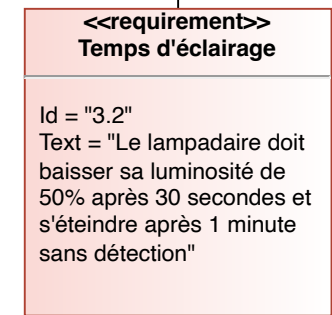 <<requirement>>
Temps d'éclairage
Id = "3.2"
Text = "Le lampadaire doit
baisser sa luminosité de
50% après 30 secondes et
s'éteindre après 1 minute
sans détection"